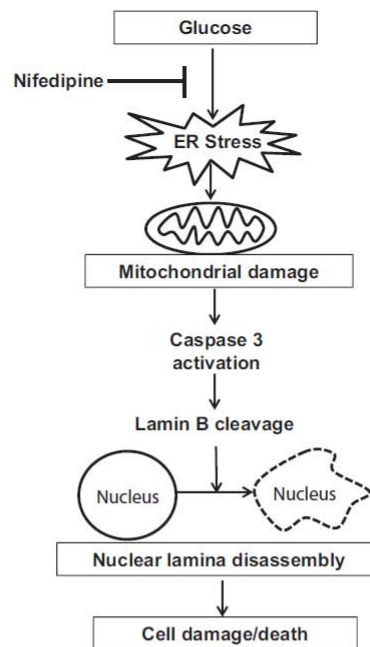 Glucose
Nifedipine
ER Stress
Mitochondrial damage
Caspase 3
activation
Lamin B cleavage
Nucleus
Nucleus
Nuclear lamina disassembly
Cell damage/death